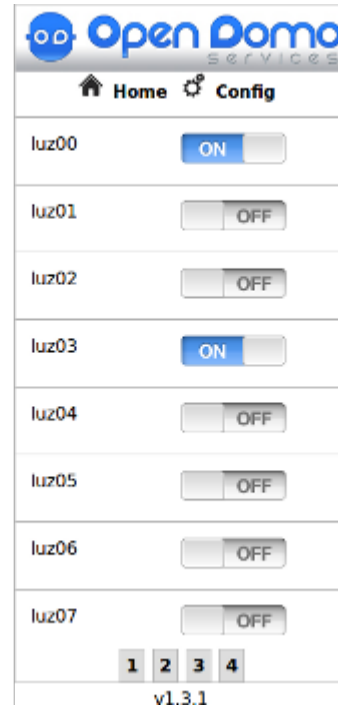 Open Domo
services
Home Config
luz00 ON
luz01 OFF
luz02 OFF
luz03 ON
luz04 OFF
luz05 OFF
luz06 OFF
luz07 OFF
1 2 3 4
v1.3.1